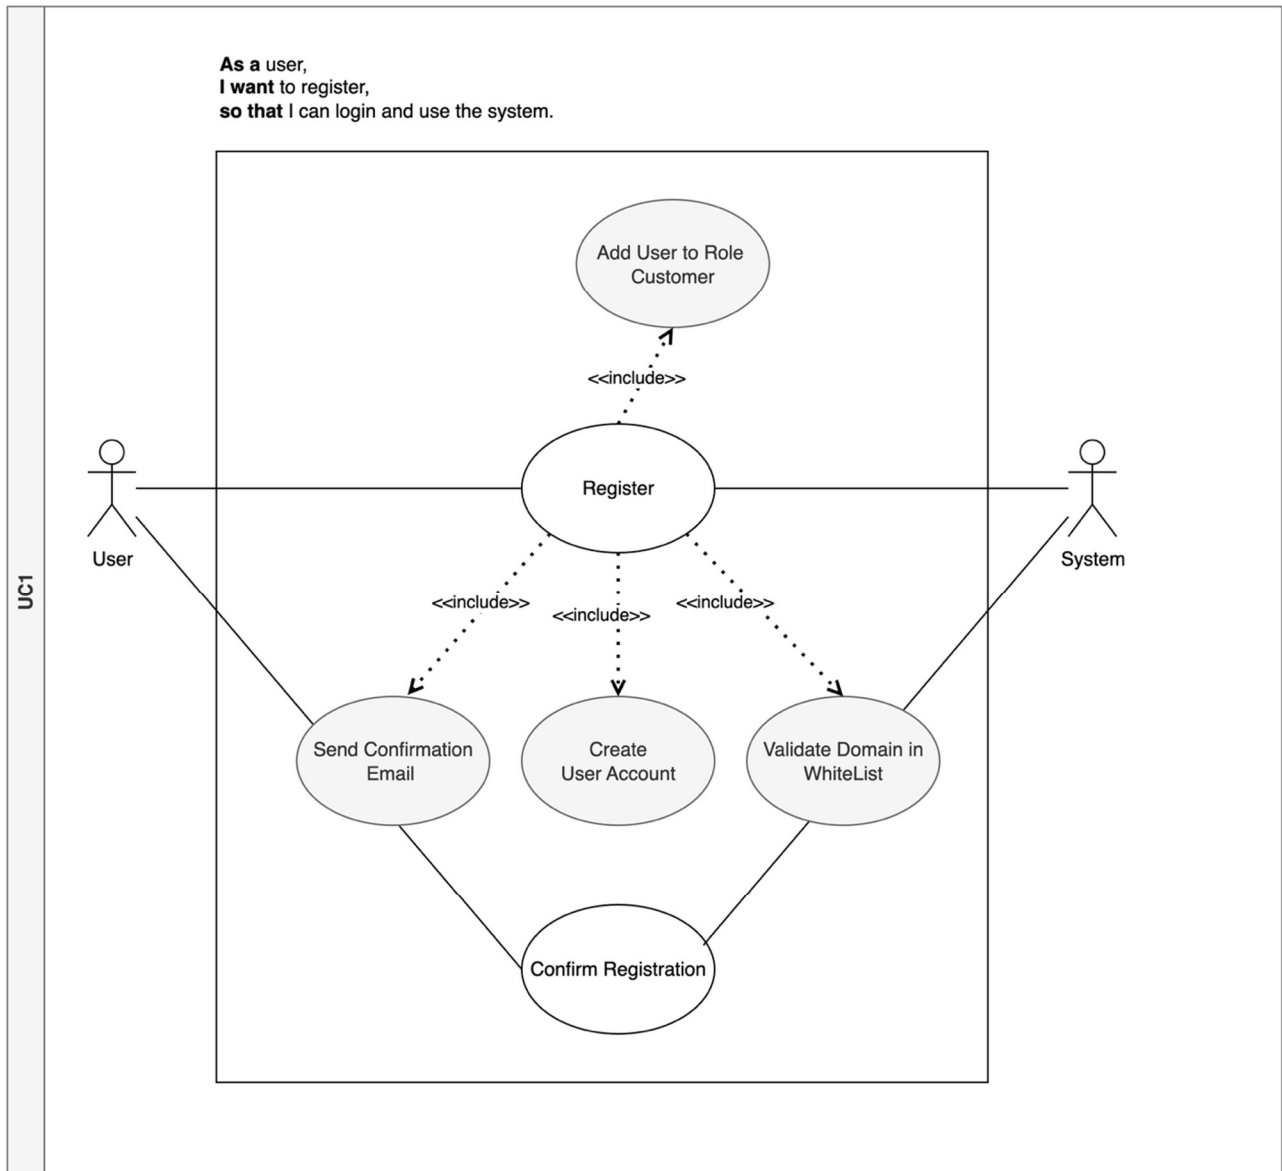 As a user,
I want to register,
so that I can login and use the system.
Add User to Role
Customer
<<include>>
Register
User
System
UC1
<<include>>
<<include>>
<<include>>
Send Confirmation
Email
Create
User Account
Validate Domain in
WhiteList
Confirm Registration